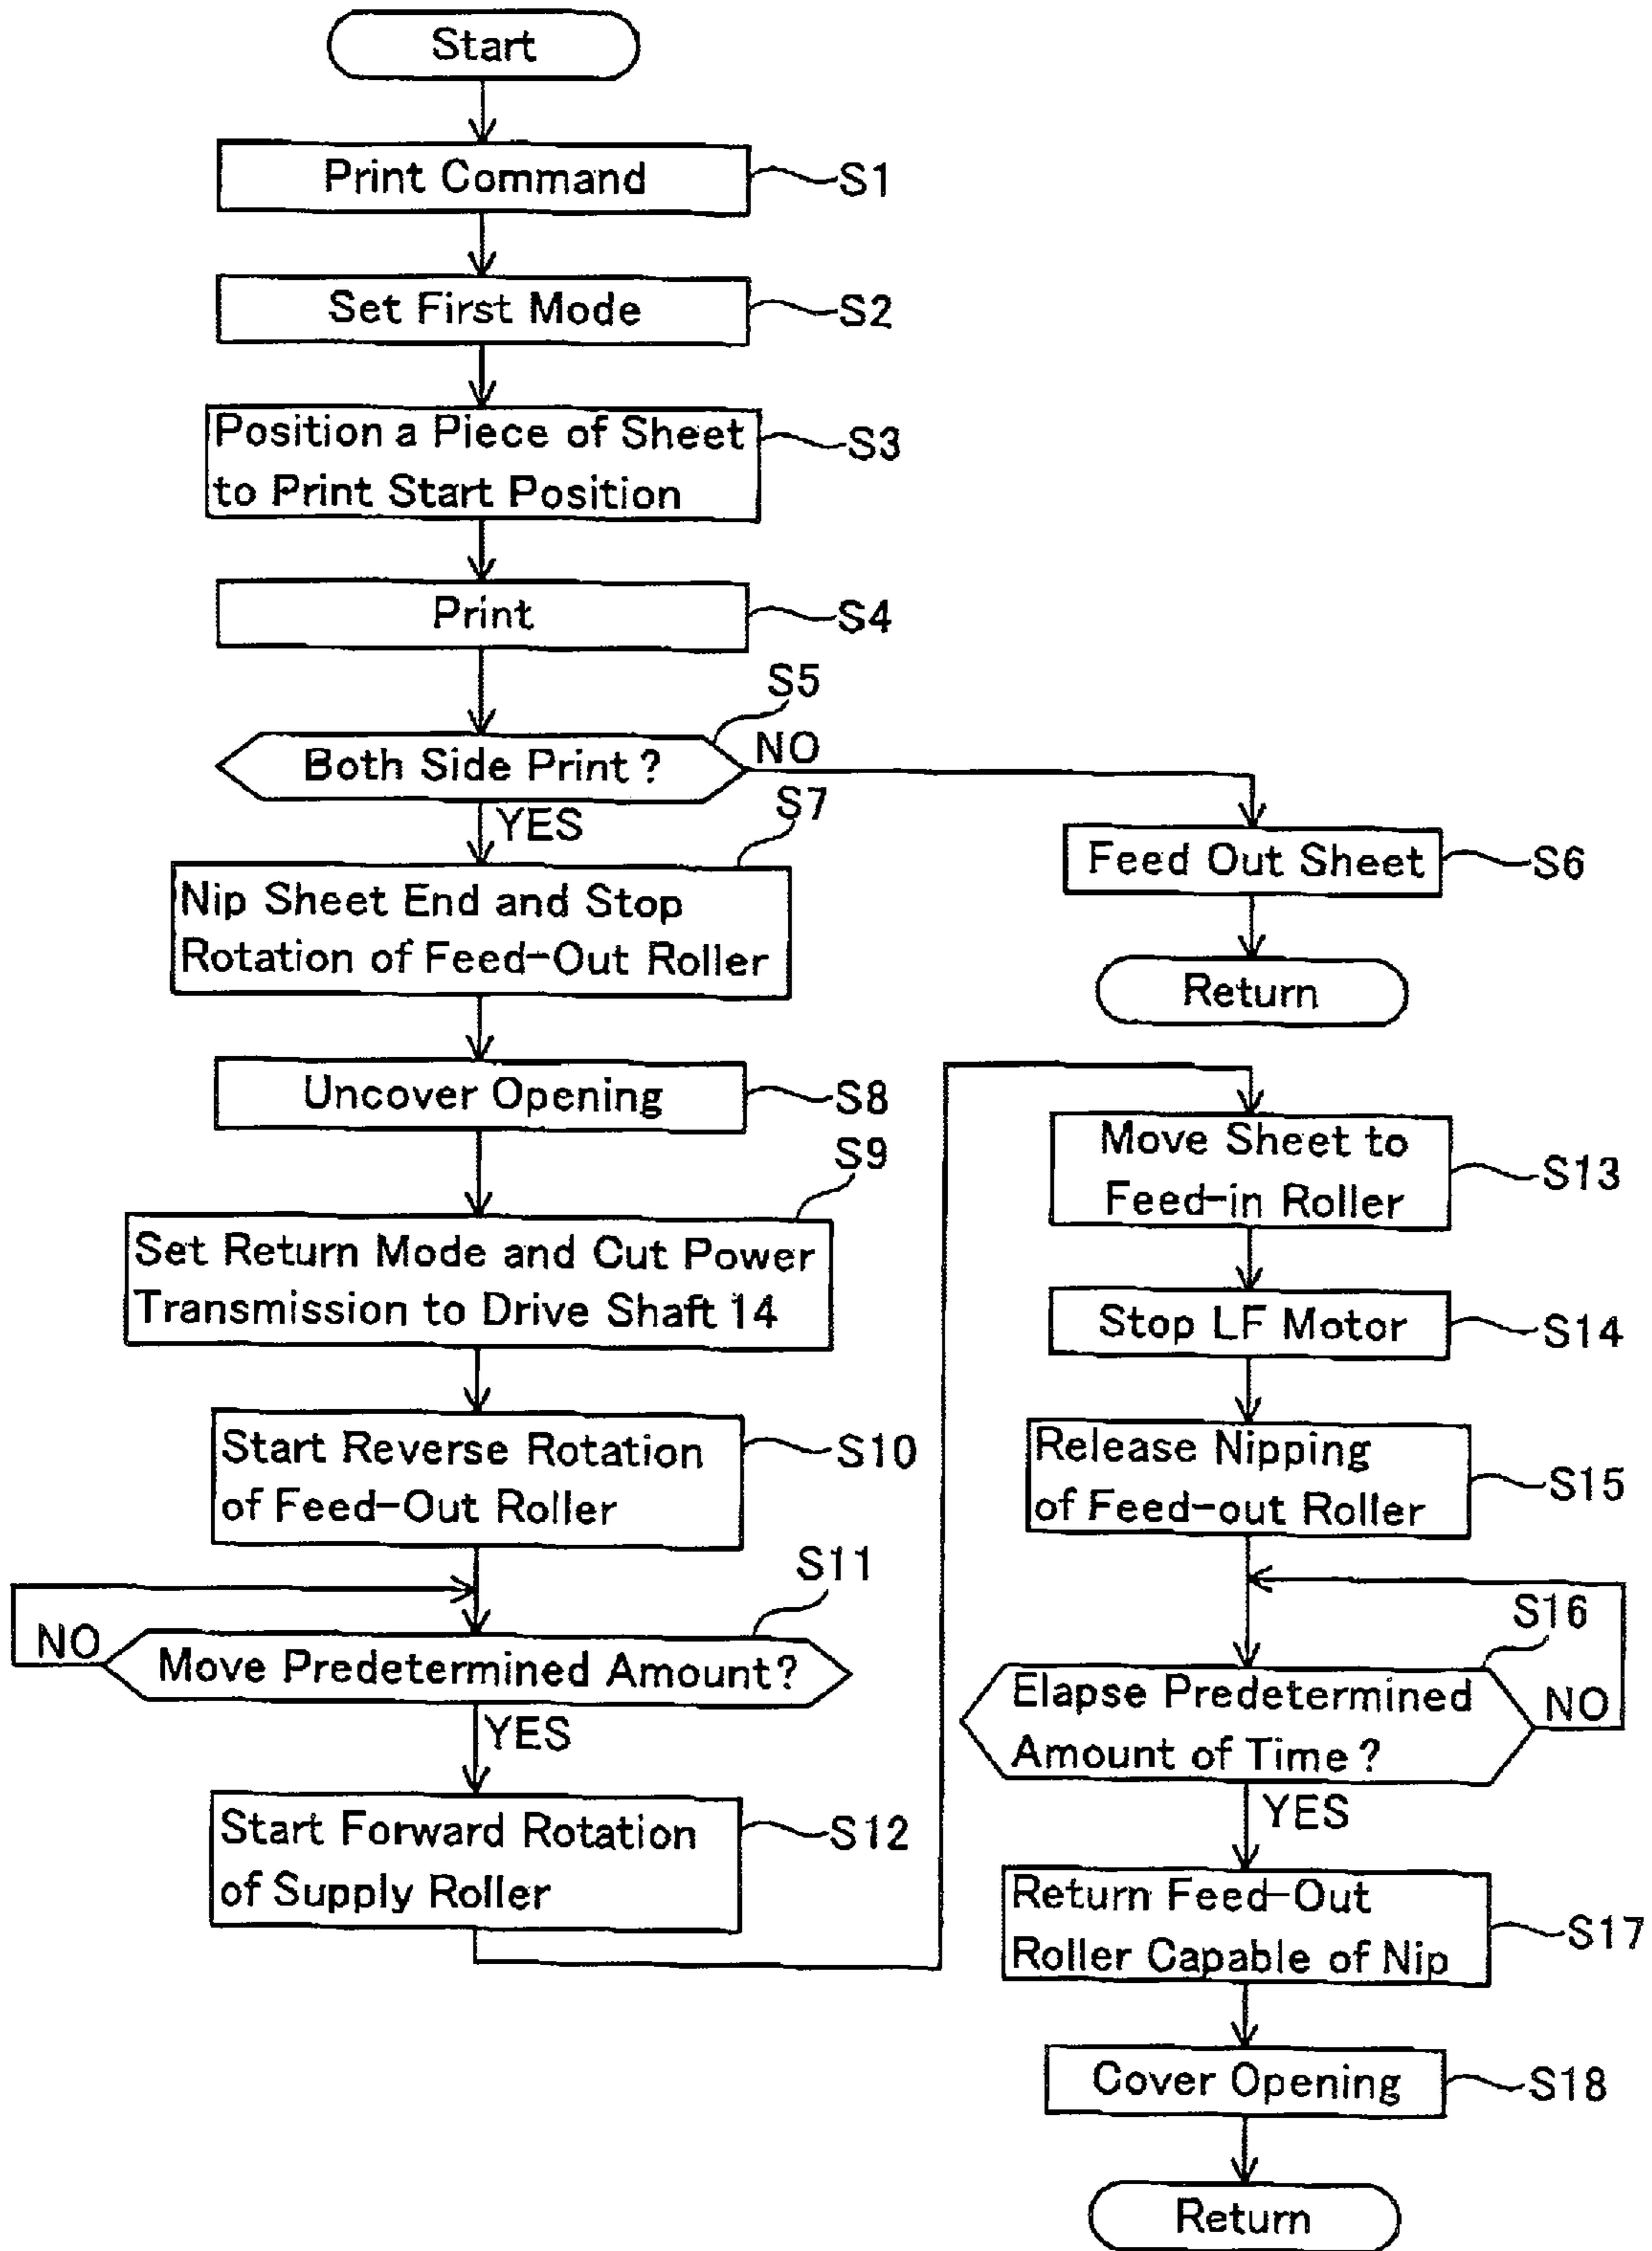 Start
Print Command
S1
Set First Mode
S2
Position a Piece of Sheet
to Print Start Position
S3
Print
S4
S5
Both Side Print?
NO
YES
Feed Out Sheet
S6
Return
S7
Nip Sheet End and Stop
Rotation of Feed-Out Roller
Uncover Opening
S8
S9
Set Return Mode and Cut Power
Transmission to Drive Shaft 14
Start Reverse Rotation
of Feed-Out Roller
S10
S11
NO
Move Predetermined Amount?
YES
Start Forward Rotation
of Supply Roller
S12
Move Sheet to
Feed-in Roller
S13
Stop LF Motor
S14
Release Nipping
of Feed-out Roller
S15
S16
Elapse Predetermined
Amount of Time?
NO
YES
Return Feed-Out
Roller Capable of Nip
S17
Cover Opening
S18
Return